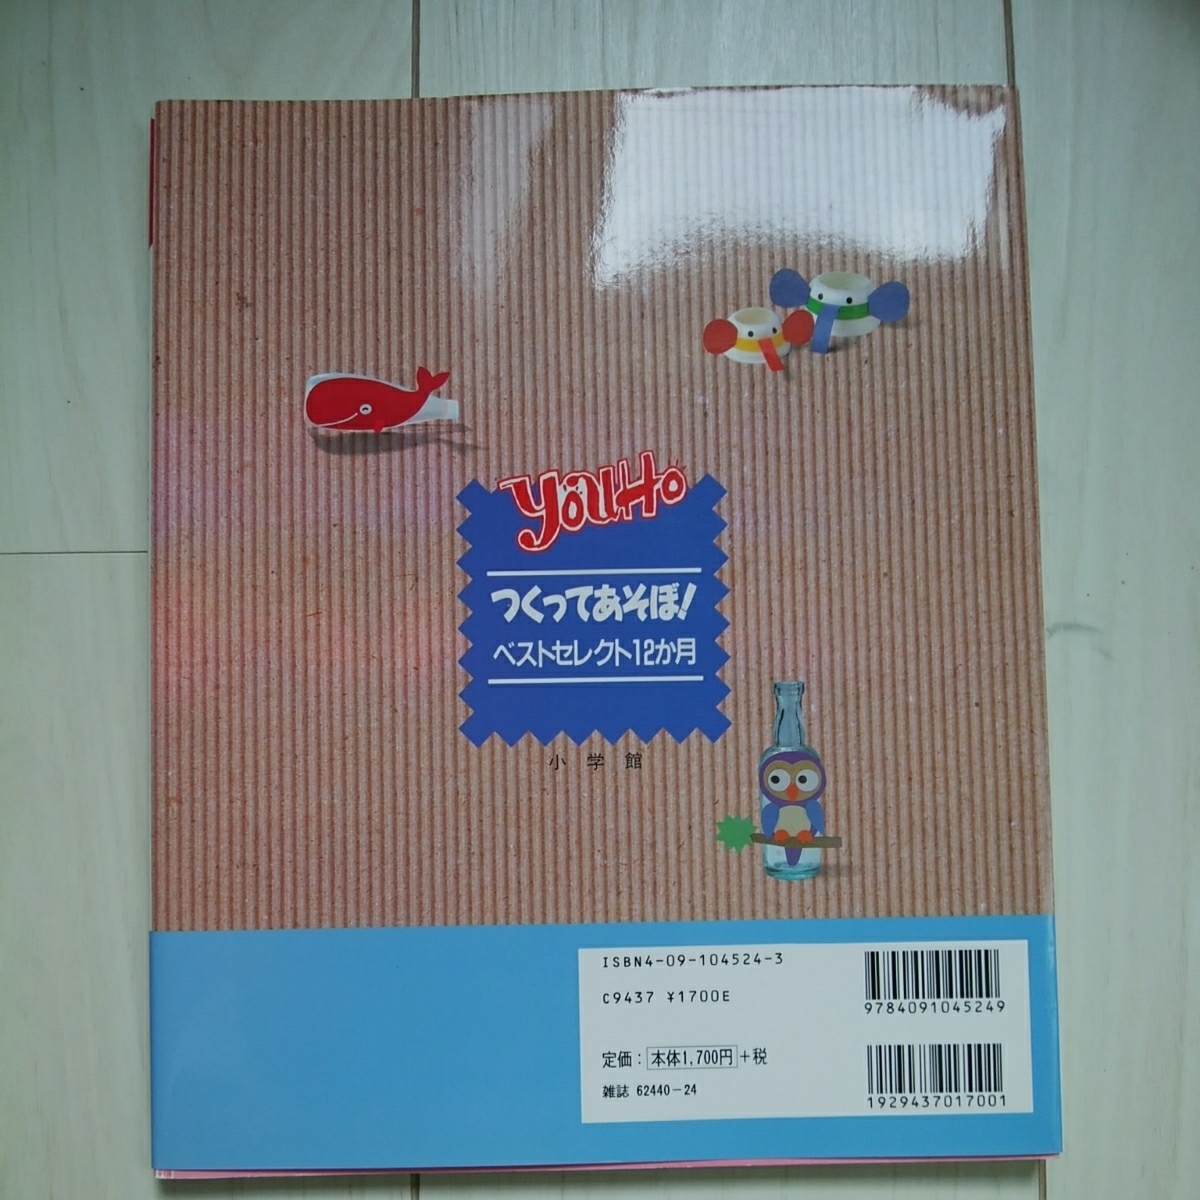 YOUHO
つくってあそぼ!
ベストセレクト12か月
小学館
ISBN4-09-104524-3
C9437 ¥1700E
9784091045249
定価：本体1,700円+税
雑誌 62440-24
1929437017001